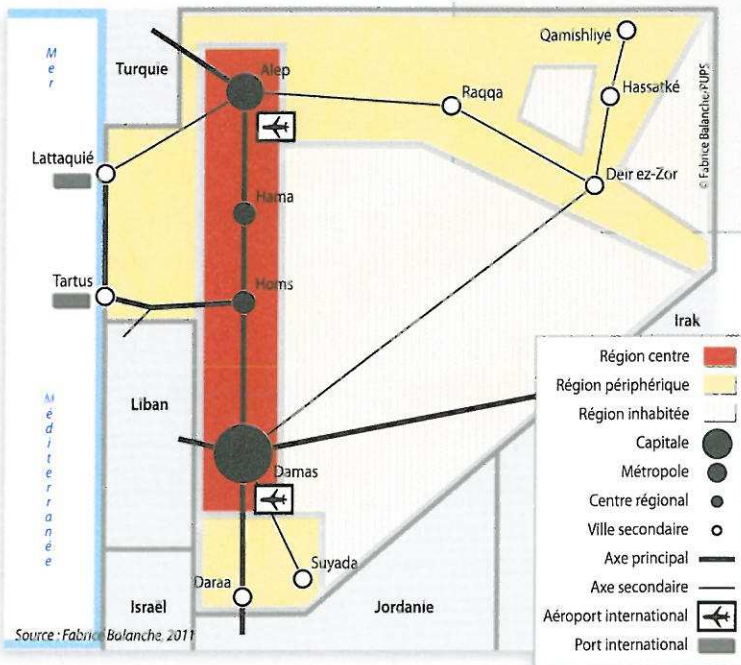 Mer
Turquie
Alep
Qamishliyé
Raqqa
Hassatké
© Fabrice Balanche/PUPS
Lattaquié
Deir ez-Zor
Hama
Tartus
Homs
Irak
Liban
Méditerranée
Damas
Suyada
Daraa
Israël
Jordanie
Source : Fabrice Balanche, 2011
Région centre
Région périphérique
Région inhabitée
Capitale
Métropole
Centre régional
Ville secondaire
Axe principal
Axe secondaire
Aéroport international
Port international